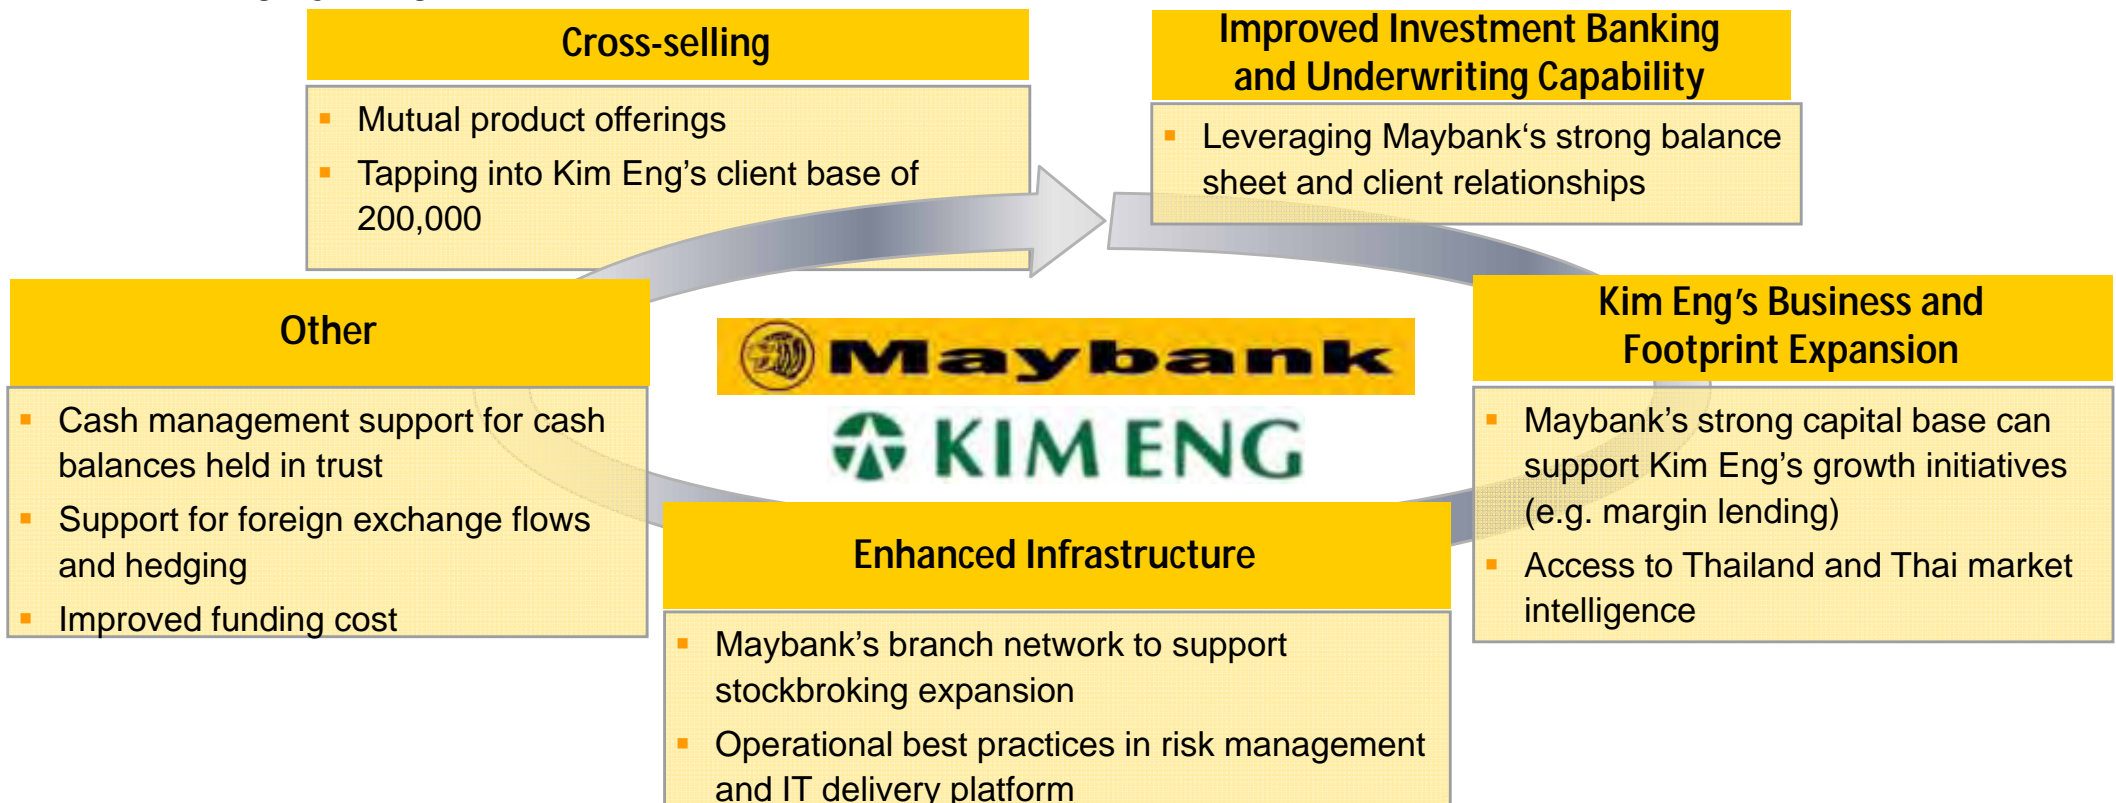 Cross-selling
Mutual product offerings
Tapping into Kim Eng’s client base of
200,000
Improved Investment Banking
and Underwriting Capability
Leveraging Maybank‘s strong balance
sheet and client relationships
Other
Cash management support for cash
balances held in trust
Support for foreign exchange flows
and hedging
Improved funding cost
Maybank
KIM ENG
Kim Eng’s Business and
Footprint Expansion
Maybank’s strong capital base can
support Kim Eng’s growth initiatives
(e.g. margin lending)
Access to Thailand and Thai market
intelligence
Enhanced Infrastructure
Maybank’s branch network to support
stockbroking expansion
Operational best practices in risk management
and IT delivery platform